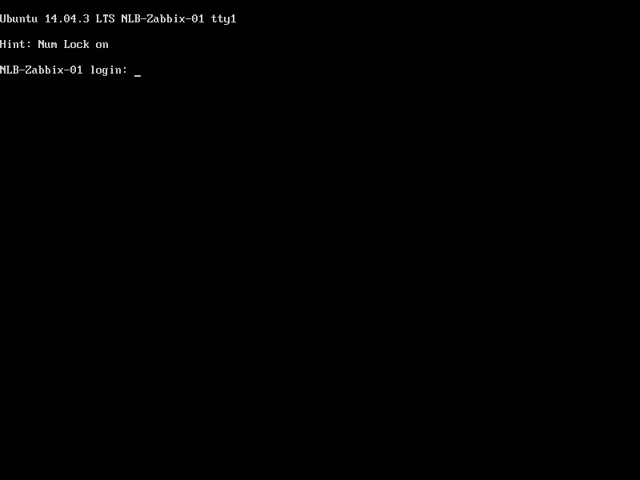 Ubuntu 14.04.3 LTS NLB-Zabbix-01 tty1
Hint: Num Lock on
NLB-Zabbix-01 login: _